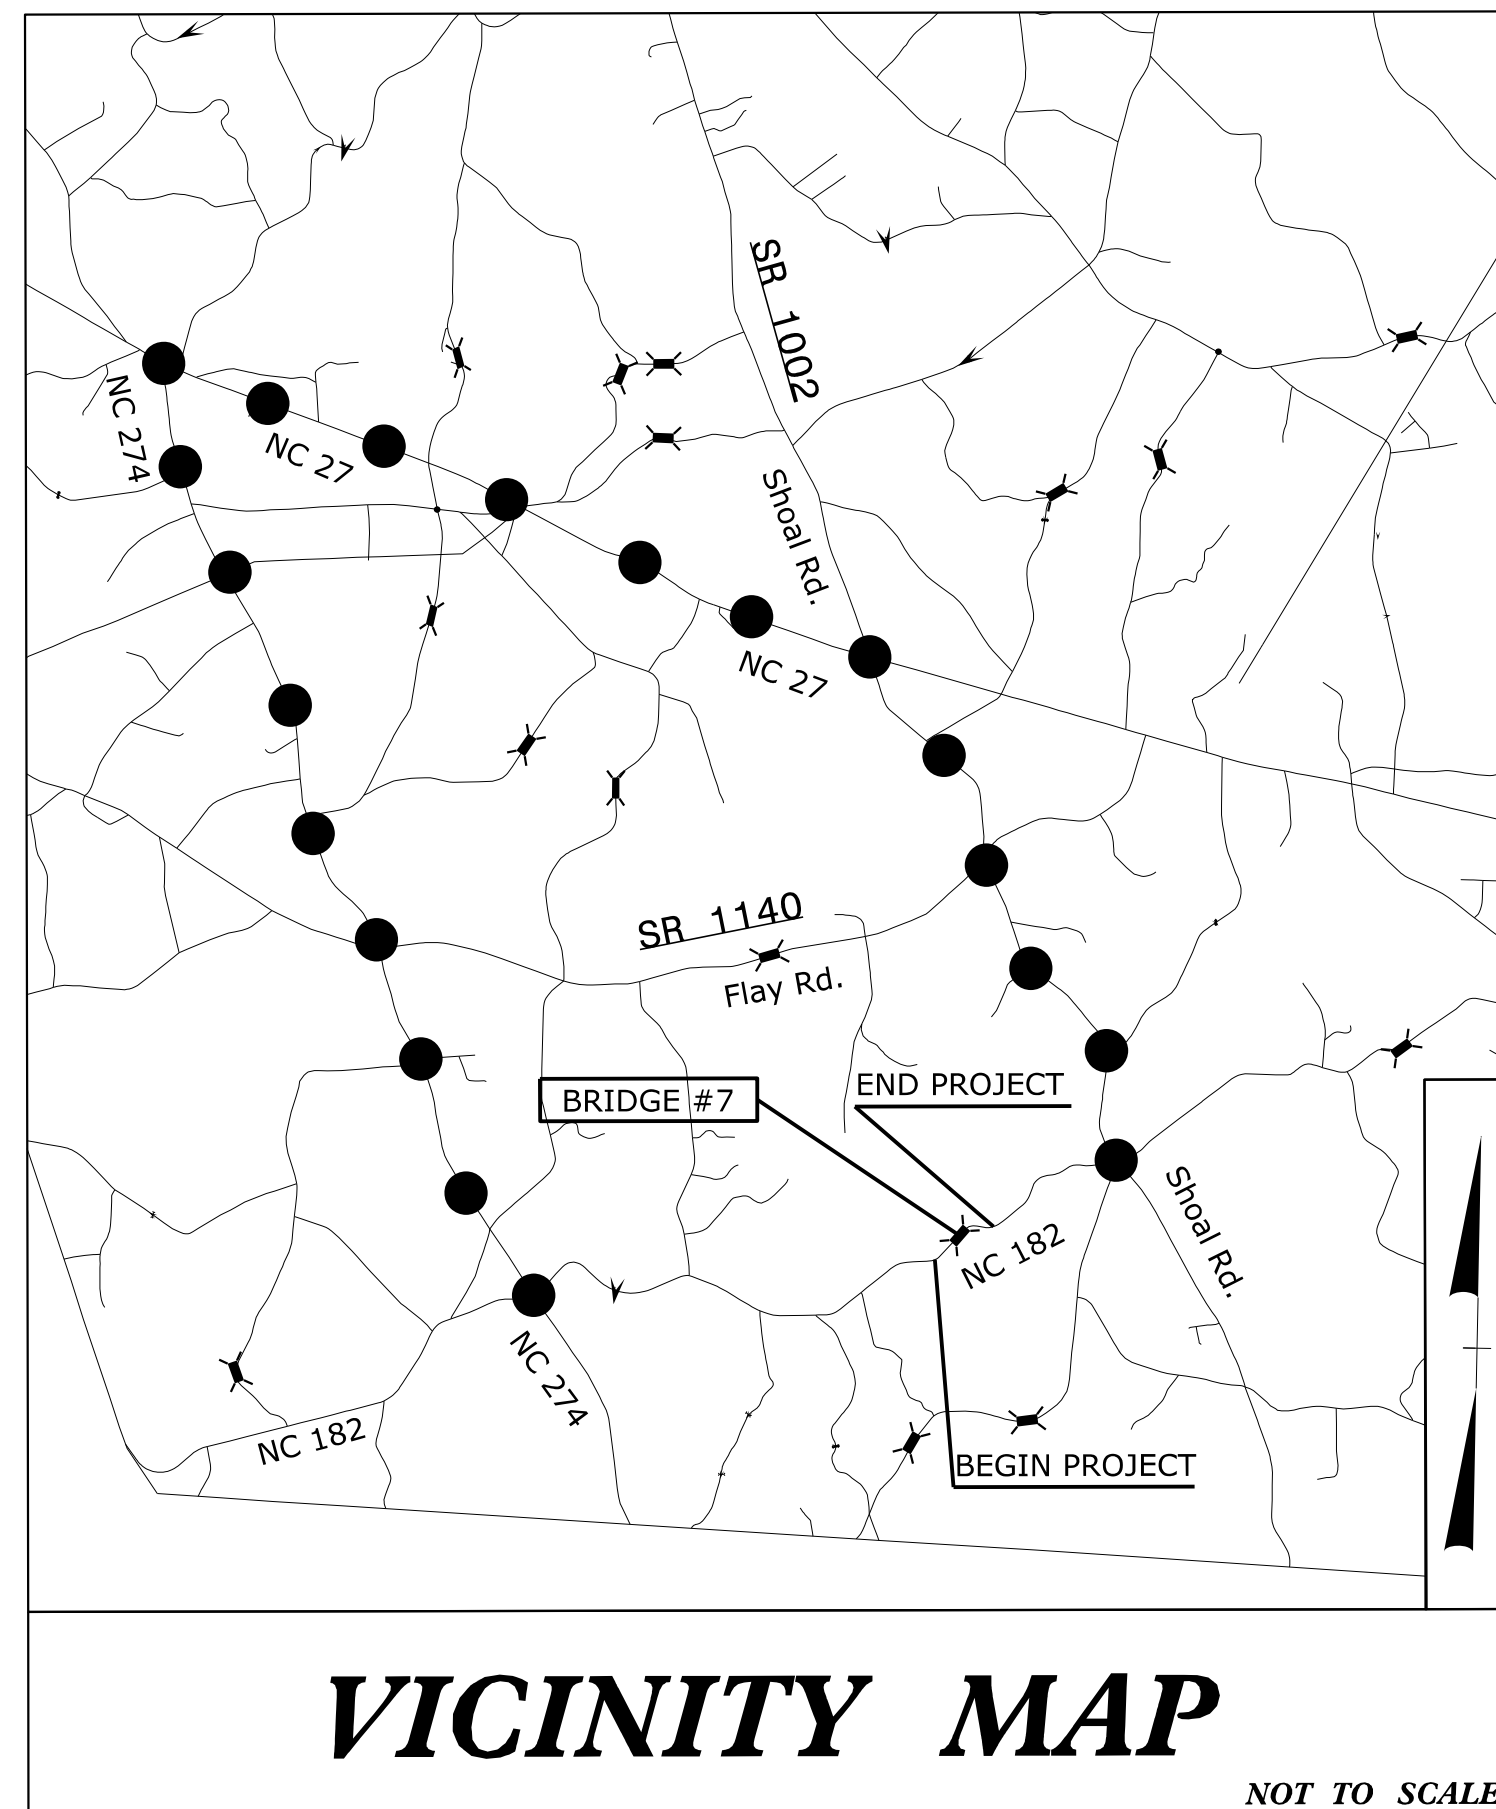 SR 1002
NC 274
NC 27
Shoal Rd.
NC 27
SR 1140
Flay Rd.
END PROJECT
BRIDGE #7
Shoal Rd.
NC 182
NC 274
NC 182
BEGIN PROJECT
VICINITY MAP
NOT TO SCALE